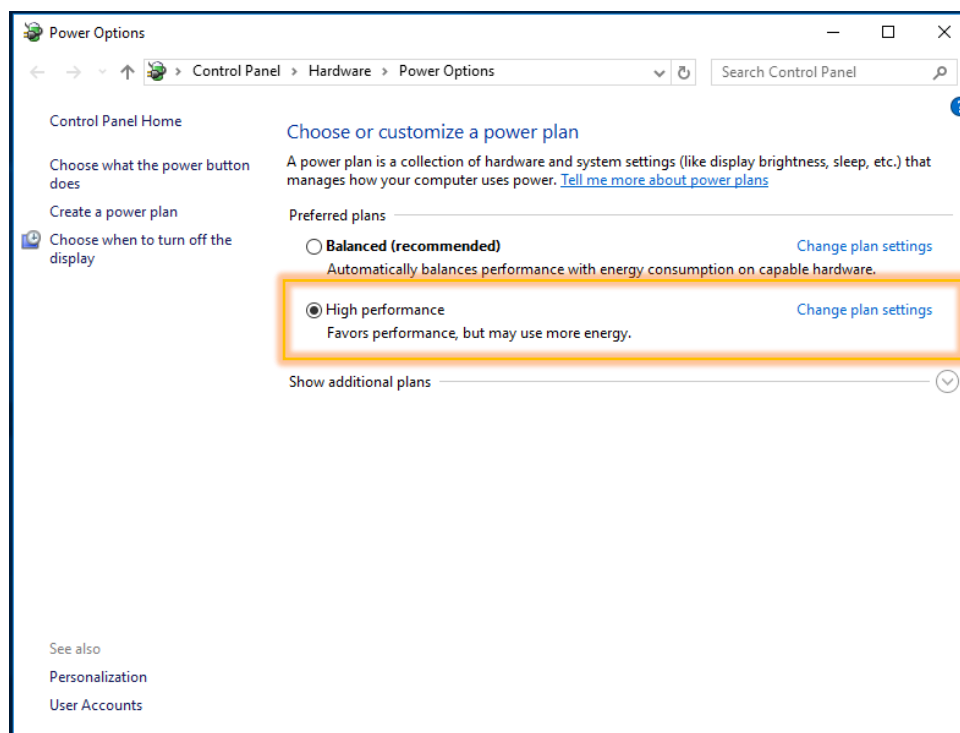 Power Options
Control Panel > Hardware > Power Options
Search Control Panel
Control Panel Home
Choose what the power button
does
Create a power plan
Choose when to turn off the
display
Choose or customize a power plan
A power plan is a collection of hardware and system settings (like display brightness, sleep, etc.) that
manages how your computer uses power. Tell me more about power plans
Preferred plans
Balanced (recommended) Change plan settings
Automatically balances performance with energy consumption on capable hardware.
High performance Change plan settings
Favors performance, but may use more energy.
Show additional plans
See also
Personalization
User Accounts